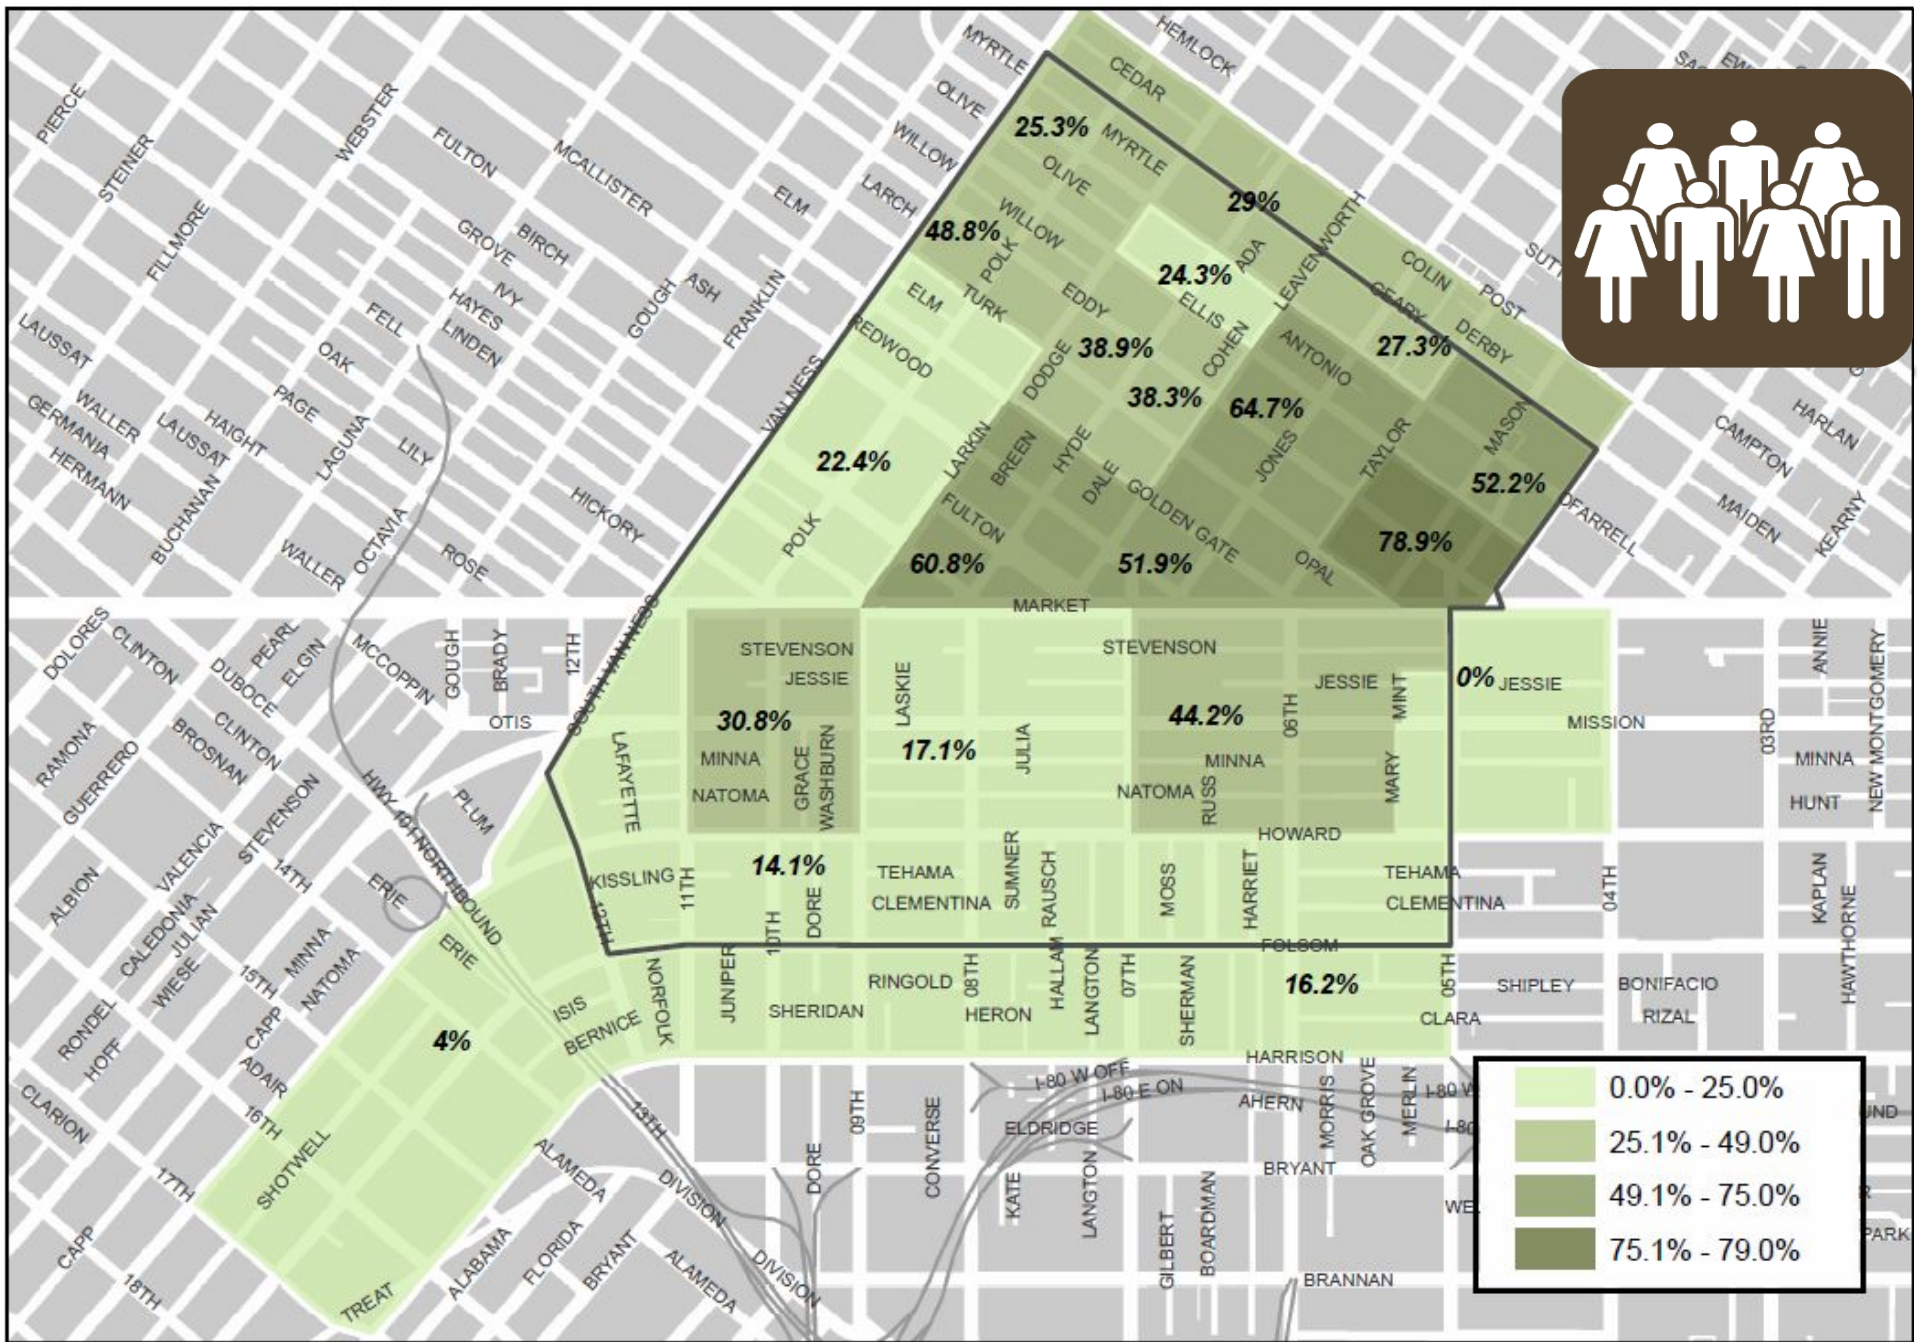 PIERCE
STEINER
FILLMORE
WEBSTER
FULTON
MCALLISTER
ELM
LARCH
WILLOW
OLIVE
MYRTLE
HEMLOCK
CEDAR
25.3%
MYRTLE
OLIVE
WILLOW
POLK
48.8%
29%
ADA
LEAVENWORTH
COLIN
POST
GEARY
DERBY
24.3%
ELLIS
EDDY
TURK
ELM
REDWOOD
GROVE
BIRCH
IVY
HAYES
LINDEN
FELL
GOUGH
ASH
FRANKLIN
VAN NESS
LAUSSAT
OAK
PAGE
LAGUNA
LILY
WALLER
GERMANIA
HERMANN
LAUSSAT
HAIGHT
BUCHANAN
WALLER
OCTAVIA
ROSE
HICKORY
38.9%
DODGE
38.3%
COHEN
ANTONIO
27.3%
64.7%
JONES
TAYLOR
MASON
52.2%
22.4%
LARKIN
BREEN
HYDE
DALE
GOLDEN GATE
FULTON
POLK
60.8%
51.9%
OPAL
78.9%
OFARRELL
HARLAN
CAMPTON
MAIDEN
KEARNY
MARKET
DOLORES
CLINTON
PEARL
ELGIN
DUBOCE
MCCOPPIN
GOUGH
BRADY
12TH
SOUTH VAN NESS
OTIS
CLINTON
BROSNAN
RAMONA
GUERRERO
HWY 101 NORTHBOUND
PLUM
STEVENSON
VALENCIA
14TH
ERIE
ALBION
CALEDONIA
JULIAN
WIESE
MINNA
NATOMA
15TH
CAPP
RONDEL
HOFF
ADAIR
16TH
CLARION
17TH
CAPP
18TH
SHOTWELL
TREAT
4%
ERIE
ISIS
BERNICE
NORFOLK
13TH
ALAMEDA
DIVISION
ALABAMA
FLORIDA
BRYANT
ALAMEDA
DIVISION
STEVENSON
JESSIE
30.8%
MINNA
NATOMA
GRACE
WASHBURN
LAFAYETTE
KISSLING
12TH
11TH
14.1%
10TH
DORE
LASKIE
17.1%
JULIA
STEVENSON
JESSIE
MINT
44.2%
06TH
MINNA
NATOMA
RUSS
MARY
HOWARD
TEHAMA
CLEMENTINA
SUMNER
RAUSCH
MOSS
HARRIET
TEHAMA
CLEMENTINA
FOLSOM
0%
JESSIE
MISSION
03RD
ANNIE
NEW MONTGOMERY
MINNA
HUNT
04TH
KAPLAN
HAWTHORNE
JUNIPER
SHERIDAN
RINGOLD
08TH
HERON
HALLAM
LANGTON
07TH
SHERMAN
16.2%
05TH
SHIPLEY
CLARA
BONIFACIO
RIZAL
HARRISON
I-80 W OFF
I-80 E ON
AHERN
MORRIS
OAK GROVE
MERLIN
I-80 W
I-80
09TH
DORE
CONVERSE
ELDRIDGE
KATE
LANGTON
BRYANT
GILBERT
BOARDMAN
BRANNAN
PARK
0.0% - 25.0%
25.1% - 49.0%
49.1% - 75.0%
75.1% - 79.0%